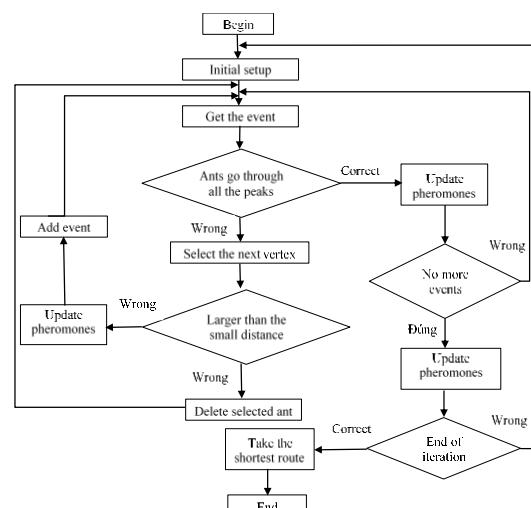 Begin
Initial setup
Get the event
Ants go through
all the peaks
Correct
Update
pheromones
Wrong
Add event
Select the next vertex
Wrong
No more
events
Wrong
Update
pheromones
Larger than the
small distance
Đúng
Update
pheromones
Wrong
Delete selected ant
Correct
Wrong
Take the
shortest route
End of
iteration
End